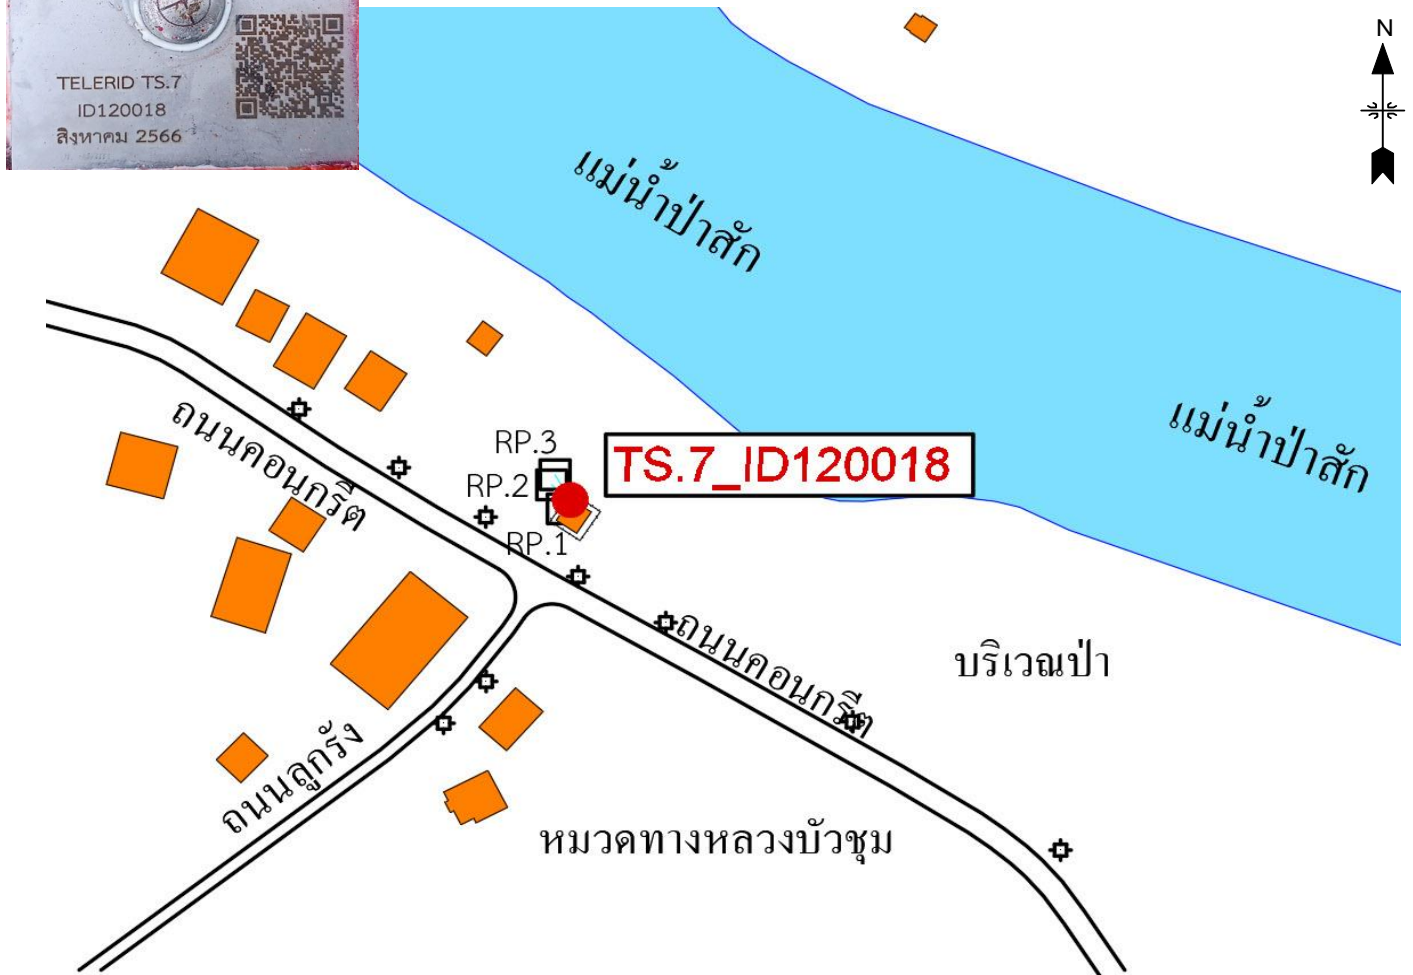 TELERID TS.7
ID120018
สิงหาคม 2566
N
แม่น้ำป่าสัก
แม่น้ำป่าสัก
ถนนคอนกรีต
RP.3
TS.7_ID120018
RP.2
RP.1
ถนนคอนกรีต
บริเวณป่า
ถนนลูกรัง
หมวดทางหลวงบัวชุม